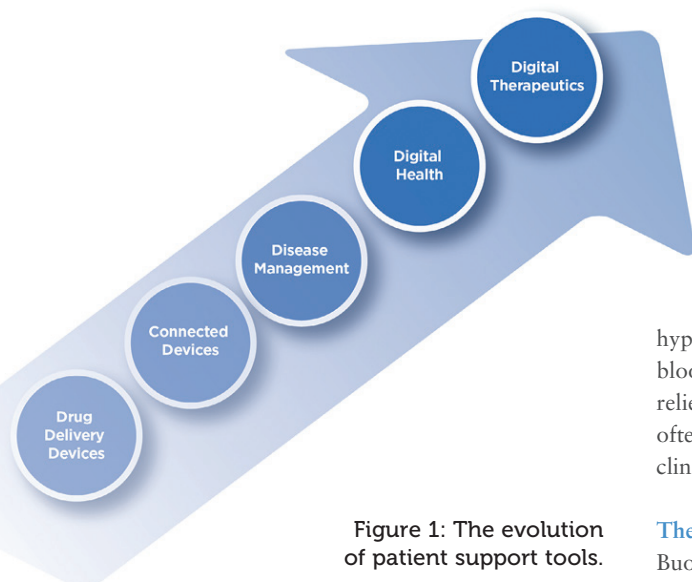 Digital
Therapeutics
Digital
Health
Disease
Management
Connected
Devices
Drug
Delivery
Devices
Figure 1: The evolution
of patient support tools.
The